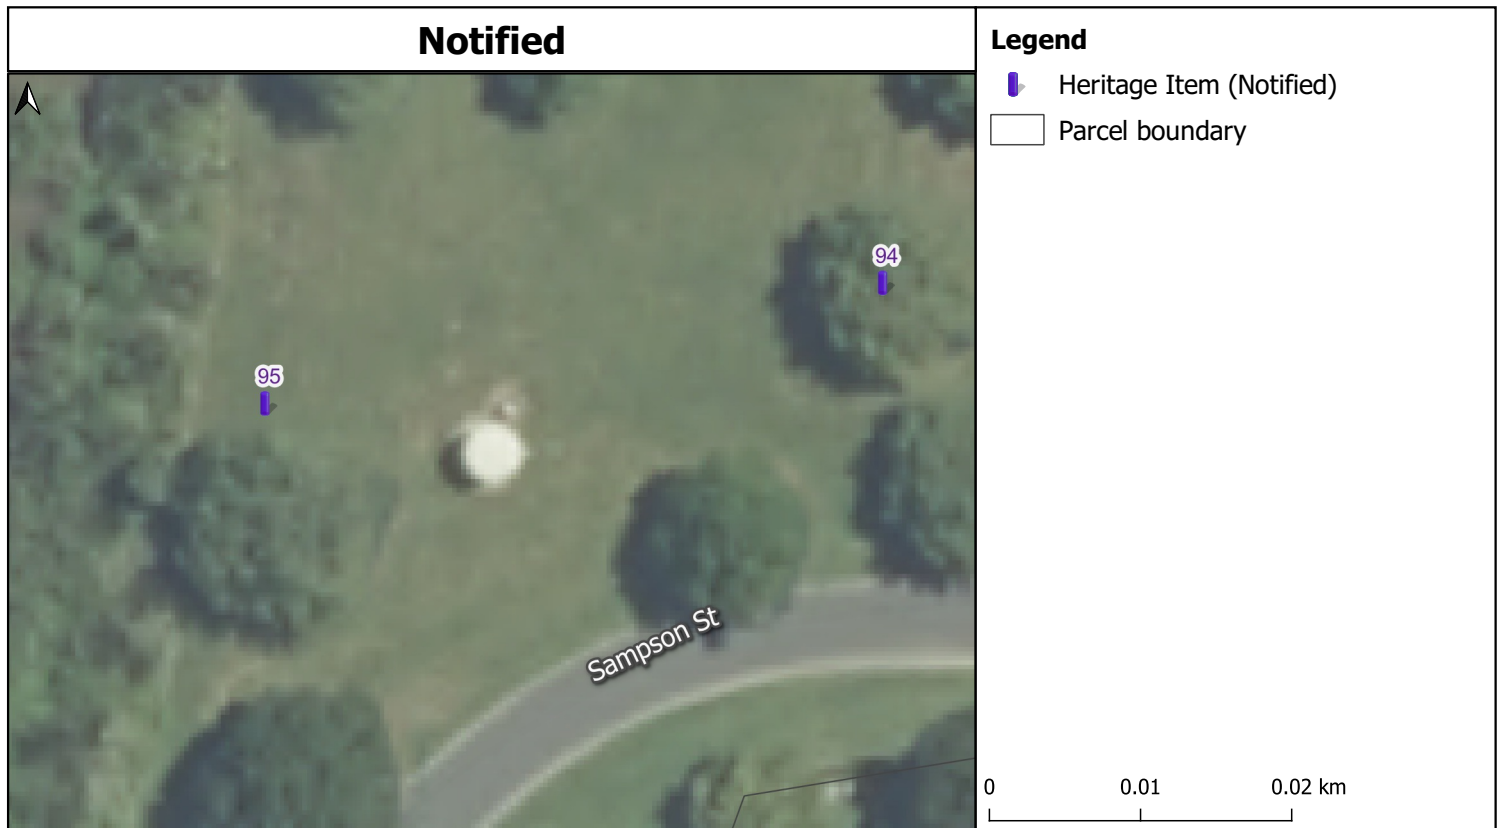 Notified
Legend
Heritage Item (Notified)
Parcel boundary
94
95
Sampson St
0 0.01 0.02 km